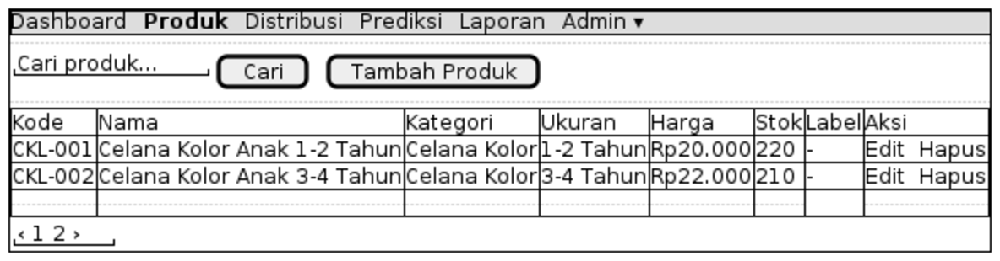 Dashboard Produk Distribusi Prediksi Laporan Admin ▾
Cari produk... Cari Tambah Produk
Kode Nama Kategori Ukuran Harga Stok Label Aksi
CKL-001 Celana Kolor Anak 1-2 Tahun Celana Kolor 1-2 Tahun Rp20.000 220 - Edit Hapus
CKL-002 Celana Kolor Anak 3-4 Tahun Celana Kolor 3-4 Tahun Rp22.000 210 - Edit Hapus
‹ 1 2 ›